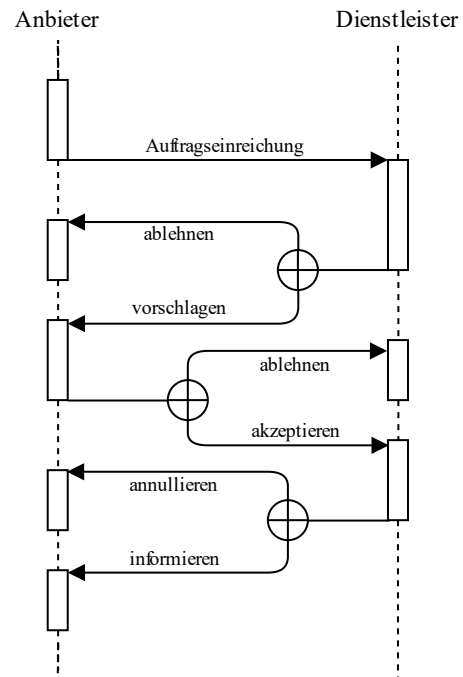 Anbieter
Dienstleister
Auftragseinreichung
ablehnen
vorschlagen
ablehnen
akzeptieren
annullieren
informieren